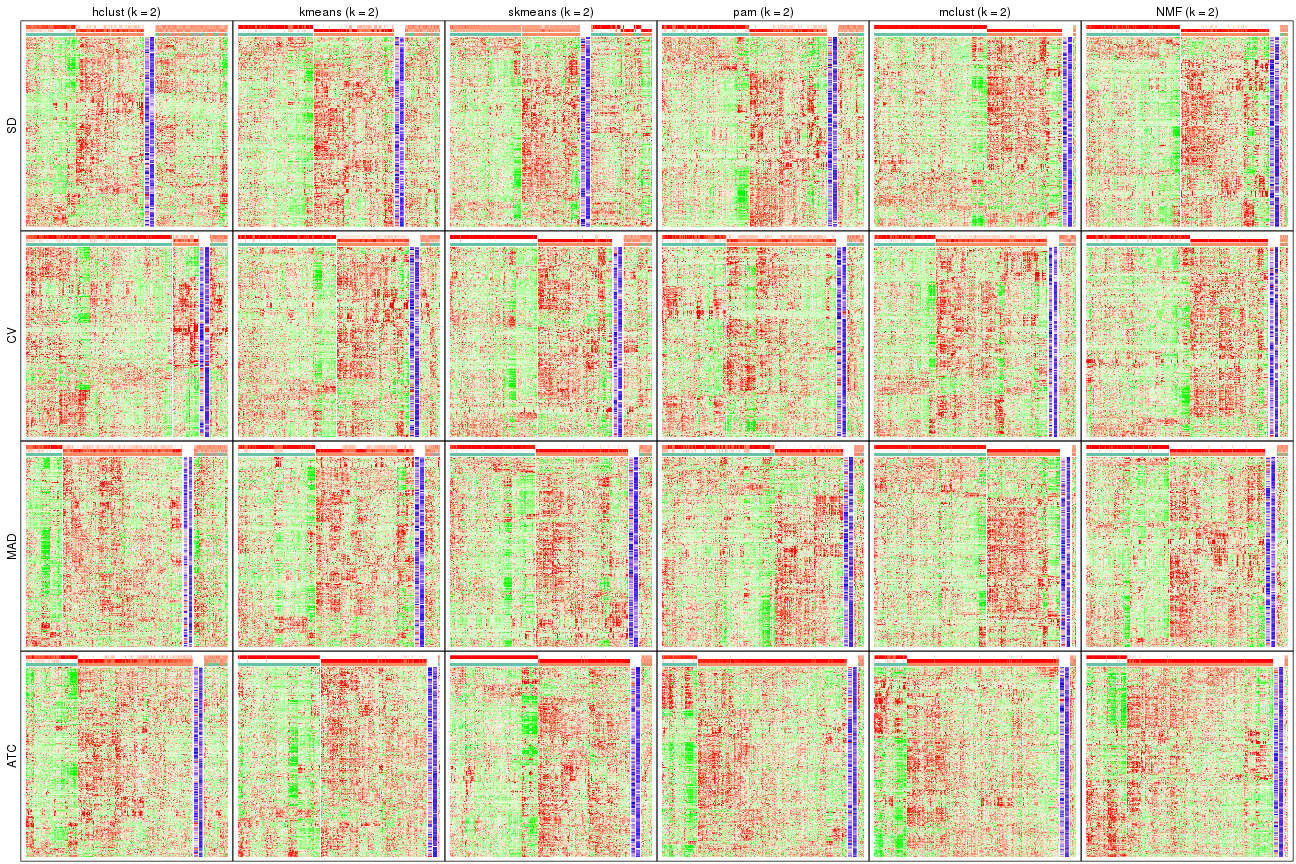 hclust (k = 2) kmeans (k = 2) skmeans (k = 2) pam (k = 2) mclust (k = 2) NMF (k = 2)
SD
CV
MAD
ATC